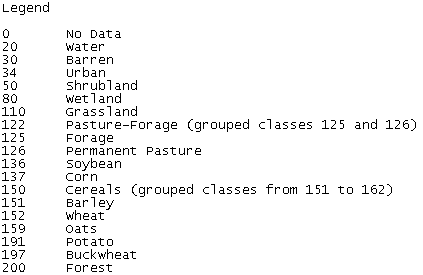 Legend
0 No Data
20 Water
30 Barren
34 Urban
50 Shrubland
80 Wetland
110 Grassland
122 Pasture-Forage (grouped classes 125 and 126)
125 Forage
126 Permanent Pasture
136 Soybean
137 Corn
150 Cereals (grouped classes from 151 to 162)
151 Barley
152 Wheat
159 Oats
191 Potato
197 Buckwheat
200 Forest